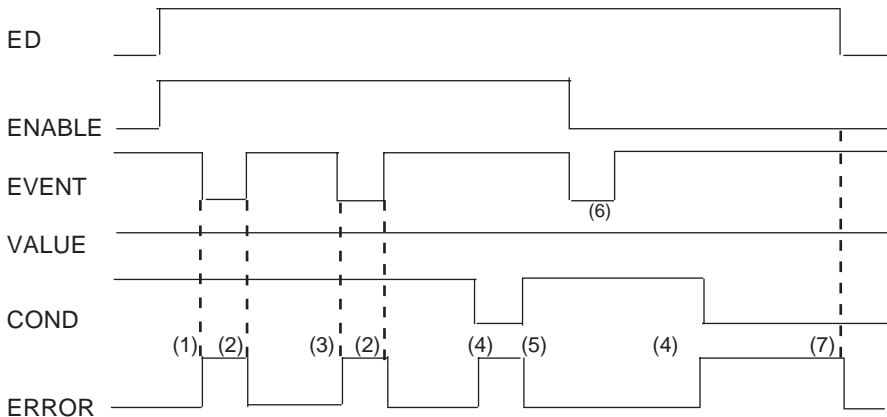 ED
ENABLE
EVENT
(6)
VALUE
COND
(1) (2) (3) (2) (4) (5) (4) (7)
ERROR